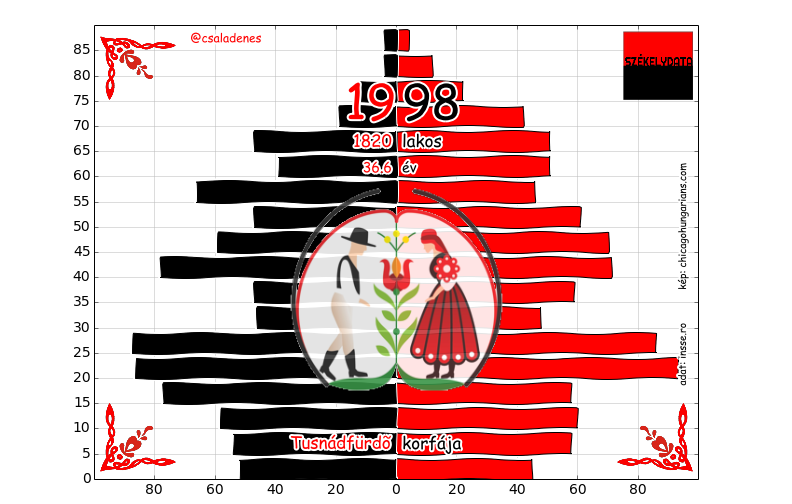 @csaladenes
SZÉKELYDATA
1998
1820 lakos
36.6 év
Tusnádfürdő korfája
kép: chicagohungarians.com
adat: insse.ro
85
80
75
70
65
60
55
50
45
40
35
30
25
20
15
10
5
0
80 60 40 20 0 20 40 60 80